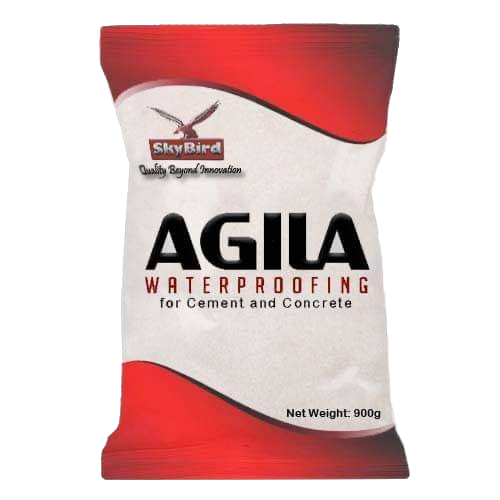 SkyBird
Quality Beyond Innovation
AGILA
WATERPROOFING
for Cement and Concrete
Net Weight: 900g